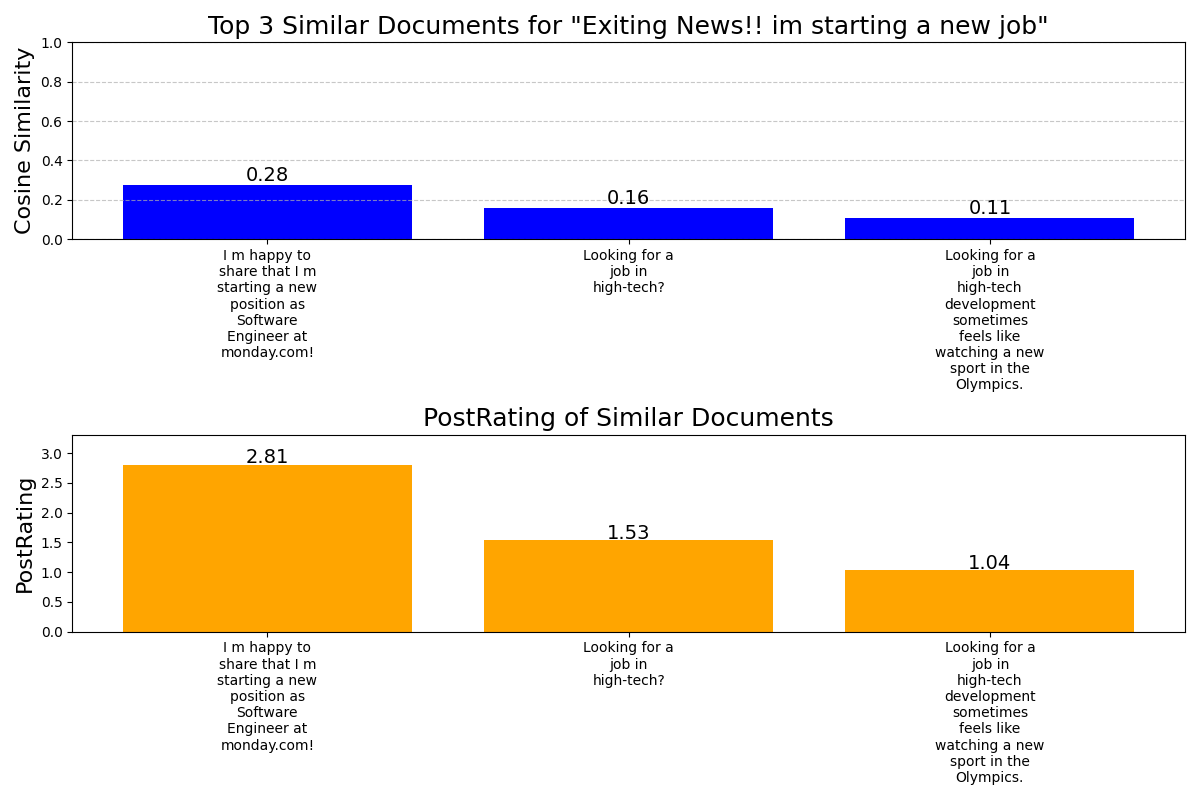 Top 3 Similar Documents for "Exiting News!! im starting a new job"
Cosine Similarity
1.0
0.8
0.6
0.4
0.2
0.0
0.28
0.16
0.11
I m happy to
share that I m
starting a new
position as
Software
Engineer at
monday.com!
Looking for a
job in
high-tech?
Looking for a
job in
high-tech
development
sometimes
feels like
watching a new
sport in the
Olympics.
PostRating of Similar Documents
PostRating
3.0
2.5
2.0
1.5
1.0
0.5
0.0
2.81
1.53
1.04
I m happy to
share that I m
starting a new
position as
Software
Engineer at
monday.com!
Looking for a
job in
high-tech?
Looking for a
job in
high-tech
development
sometimes
feels like
watching a new
sport in the
Olympics.